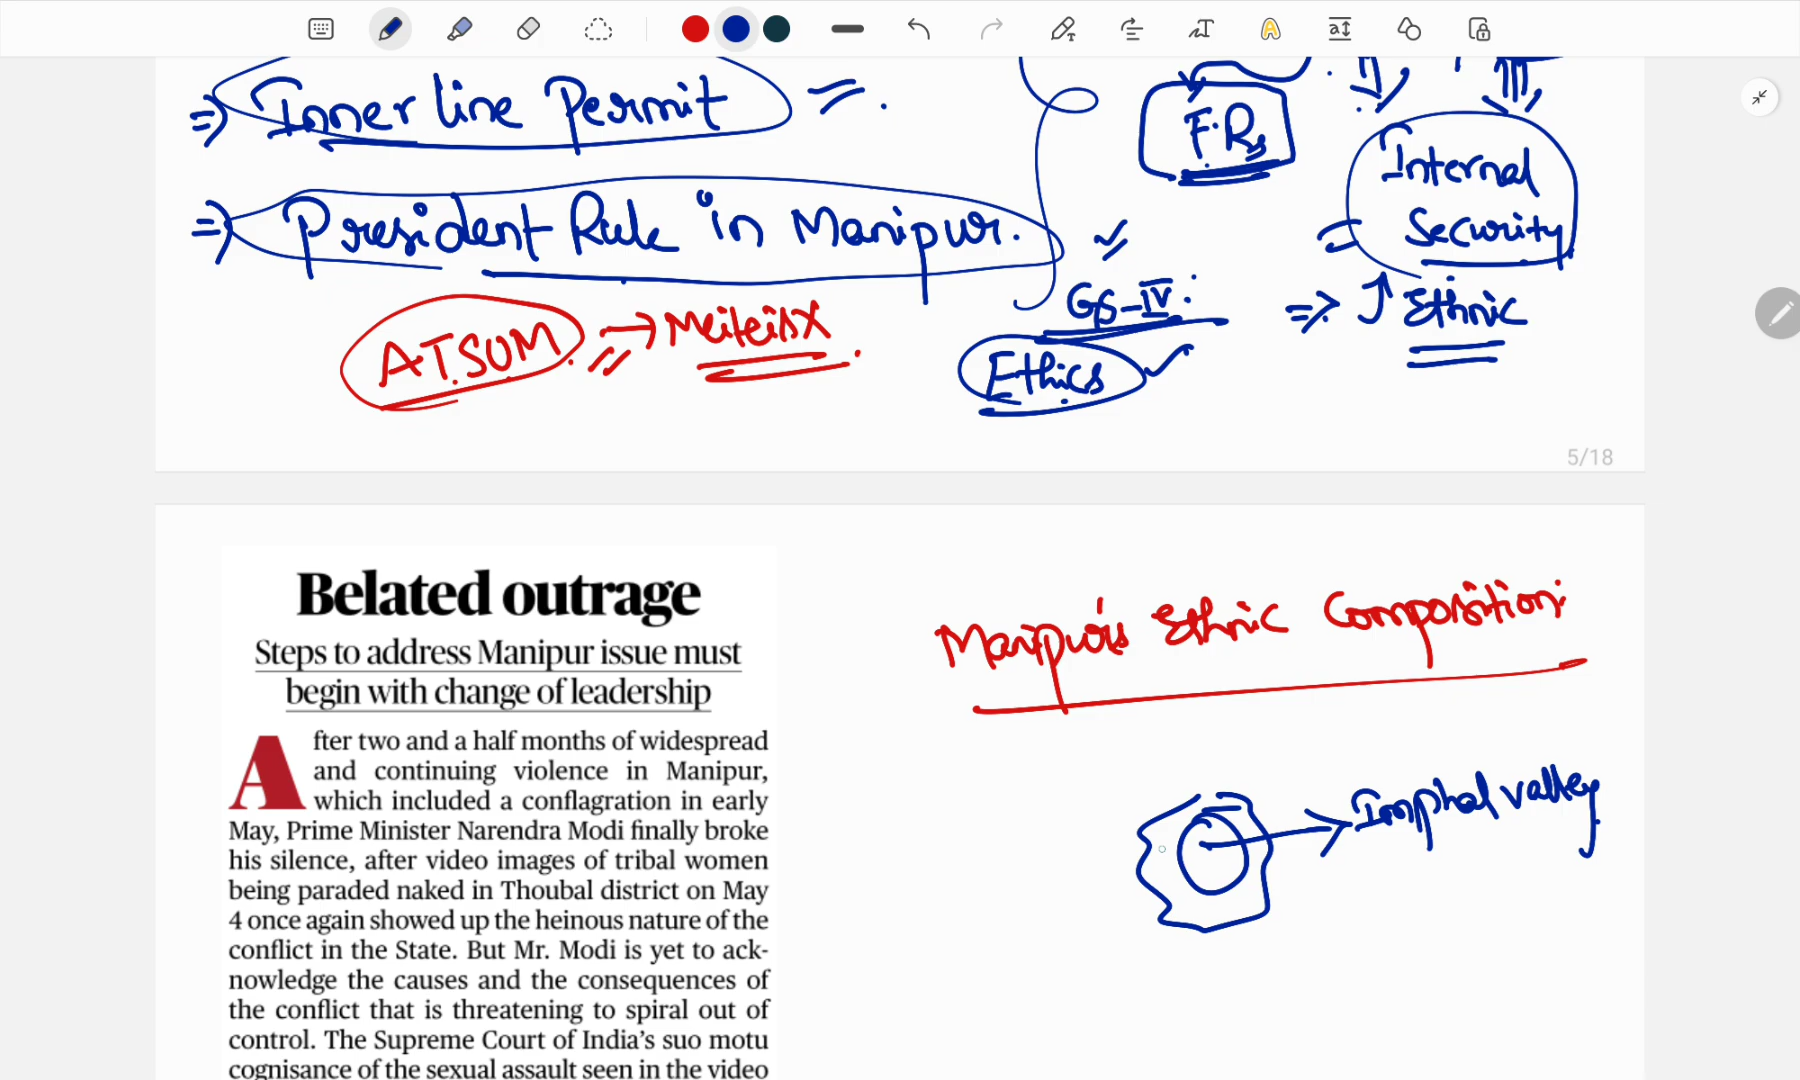 => Inner line Permit
F.Rs
Internal
Security
=> President Rule in Manipur.
GS-IV.
=> Ethnic
ATSUM
Meiteis X
Ethics
5/18
Belated outrage
Steps to address Manipur issue must
begin with change of leadership
After two and a half months of widespread
and continuing violence in Manipur,
which included a conflagration in early
May, Prime Minister Narendra Modi finally broke
his silence, after video images of tribal women
being paraded naked in Thoubal district on May
4 once again showed up the heinous nature of the
conflict in the State. But Mr. Modi is yet to ack-
nowledge the causes and the consequences of
the conflict that is threatening to spiral out of
control. The Supreme Court of India's suo motu
cognisance of the sexual assault seen in the video
Manipur's Ethnic Composition.
Imphal valley